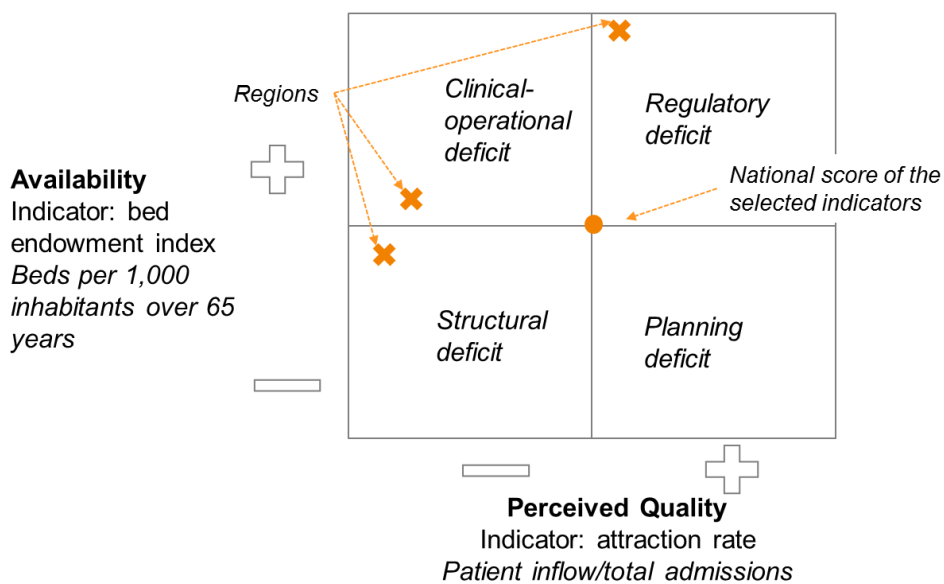 Regions
Clinical-
operational
deficit
Regulatory
deficit
Availability
Indicator: bed
endowment index
Beds per 1,000
inhabitants over 65
years
National score of the
selected indicators
Structural
deficit
Planning
deficit
Perceived Quality
Indicator: attraction rate
Patient inflow/total admissions